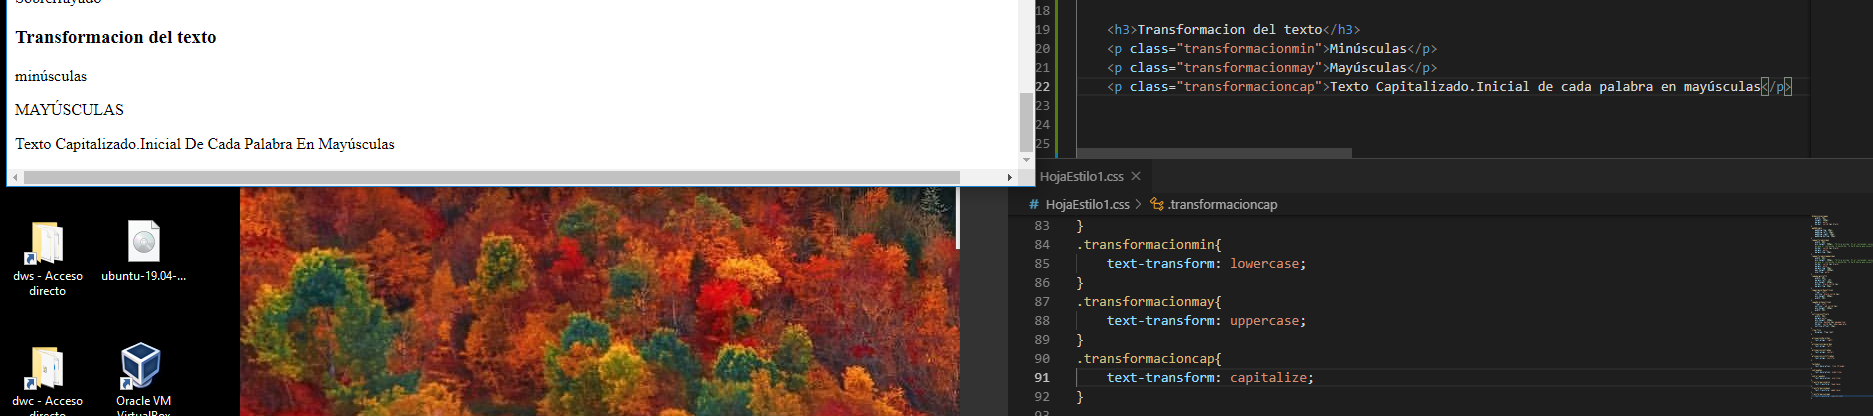 Sobrerrayado
Transformacion del texto
minúsculas
MAYÚSCULAS
Texto Capitalizado.Inicial De Cada Palabra En Mayúsculas
dws - Acceso
directo
ubuntu-19.04-...
dwc - Acceso
directo
Oracle VM
VirtualBox
18
19 <h3>Transformacion del texto</h3>
20 <p class="transformacionmin">Minúsculas</p>
21 <p class="transformacionmay">Mayúsculas</p>
22 <p class="transformacioncap">Texto Capitalizado.Inicial de cada palabra en mayúsculas</p>
23
24
25
HojaEstilo1.css ×
# HojaEstilo1.css > .transformacioncap
83 }
84 .transformacionmin{
85 text-transform: lowercase;
86 }
87 .transformacionmay{
88 text-transform: uppercase;
89 }
90 .transformacioncap{
91 text-transform: capitalize;
92 }
93